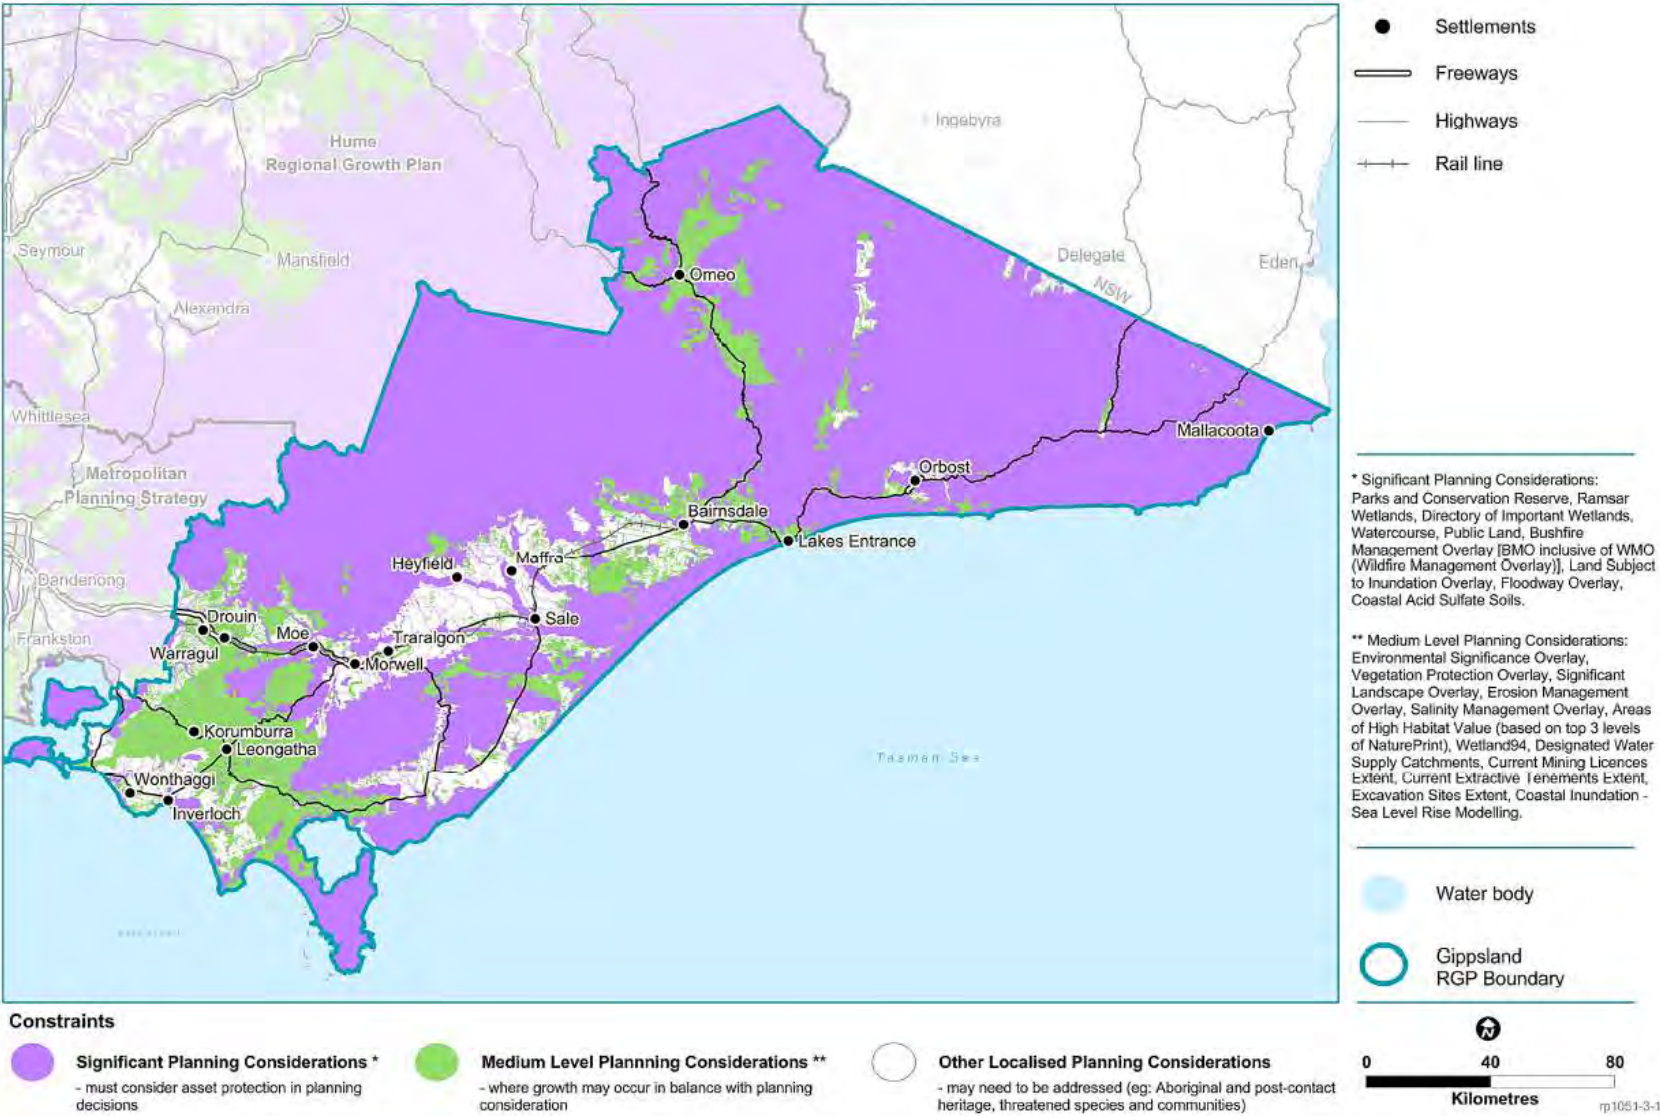 Settlements
Freeways
Highways
Rail line
Hume
Regional Growth Plan
Ingebyra
Seymour
Mansfield
Alexandra
Delegate
NSW
Eden
Omeo
Whittlesea
Metropolitan
Planning Strategy
Mallacoota
Orbost
Bairnsdale
Lakes Entrance
Heyfield
Maffra
Dandenong
Sale
Drouin
Moe
Traralgon
Frankston
Warragul
Morwell
Korumburra
Leongatha
Wonthaggi
Inverloch
Tasman Sea
* Significant Planning Considerations:
Parks and Conservation Reserve, Ramsar
Wetlands, Directory of Important Wetlands,
Watercourse, Public Land, Bushfire
Management Overlay [BMO inclusive of WMO
(Wildfire Management Overlay)], Land Subject
to Inundation Overlay, Floodway Overlay,
Coastal Acid Sulfate Soils.
** Medium Level Planning Considerations:
Environmental Significance Overlay,
Vegetation Protection Overlay, Significant
Landscape Overlay, Erosion Management
Overlay, Salinity Management Overlay, Areas
of High Habitat Value (based on top 3 levels
of NaturePrint), Wetland94, Designated Water
Supply Catchments, Current Mining Licences
Extent, Current Extractive Tenements Extent,
Excavation Sites Extent, Coastal Inundation -
Sea Level Rise Modelling.
Water body
Gippsland
RGP Boundary
N
0 40 80
Kilometres
rp1051-3-1
Constraints
Significant Planning Considerations *
- must consider asset protection in planning
decisions
Medium Level Plannning Considerations **
- where growth may occur in balance with planning
consideration
Other Localised Planning Considerations
- may need to be addressed (eg: Aboriginal and post-contact
heritage, threatened species and communities)